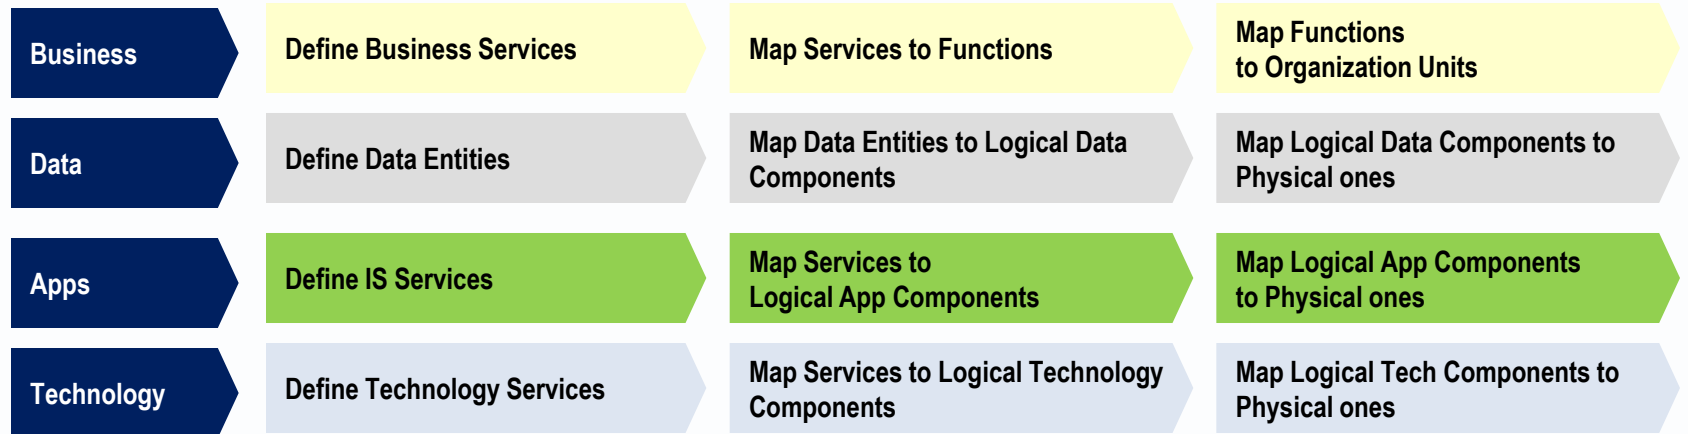 Business
Define Business Services
Map Services to Functions
Map Functions
to Organization Units
Data
Define Data Entities
Map Data Entities to Logical Data
Components
Map Logical Data Components to
Physical ones
Apps
Define IS Services
Map Services to
Logical App Components
Map Logical App Components
to Physical ones
Technology
Define Technology Services
Map Services to Logical Technology
Components
Map Logical Tech Components to
Physical ones